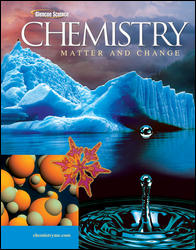 Glencoe Science
CHEMISTRY
MATTER AND CHANGE
chemistrymc.com